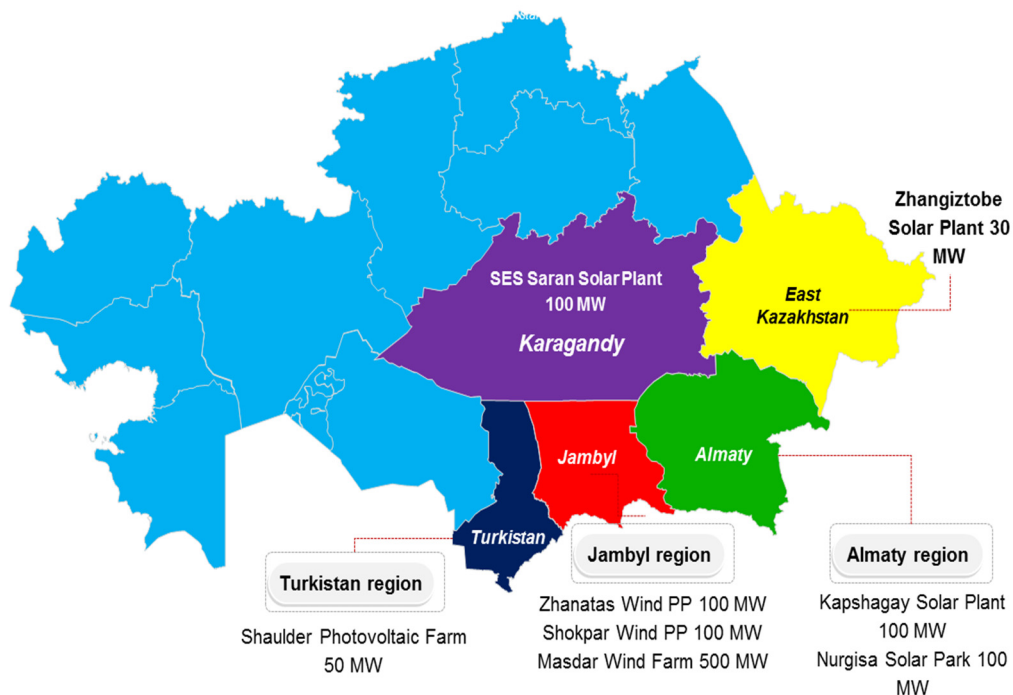 Zhangiztobe
Solar Plant 30
MW
SES Saran Solar Plant
100 MW
Karagandy
East
Kazakhstan
Jambyl
Almaty
Turkistan
Turkistan region
Shaulder Photovoltaic Farm
50 MW
Jambyl region
Zhanatas Wind PP 100 MW
Shokpar Wind PP 100 MW
Masdar Wind Farm 500 MW
Almaty region
Kapshagay Solar Plant
100 MW
Nurgisa Solar Park 100
MW